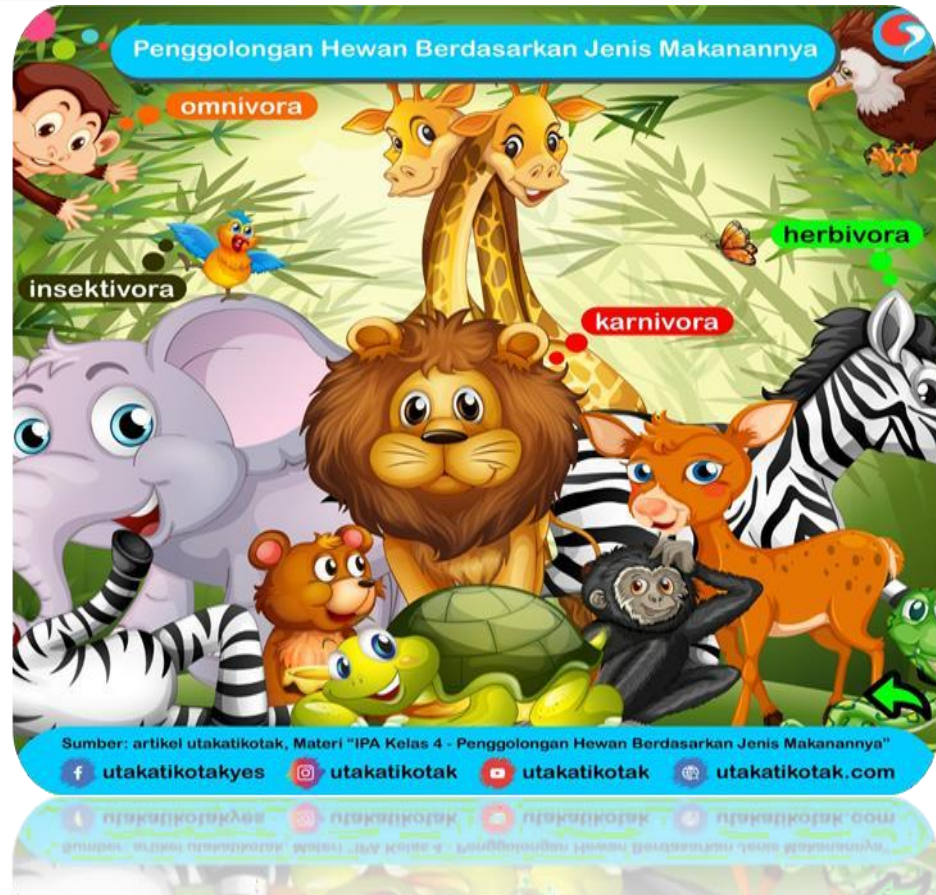 Penggolongan Hewan Berdasarkan Jenis Makanannya
omnivora
herbivora
insektivora
karnivora
Sumber: artikel utakatikotak, Materi "IPA Kelas 4 - Penggolongan Hewan Berdasarkan Jenis Makanannya"
utakatikotakyes utakatikotak utakatikotak utakatikotak.com